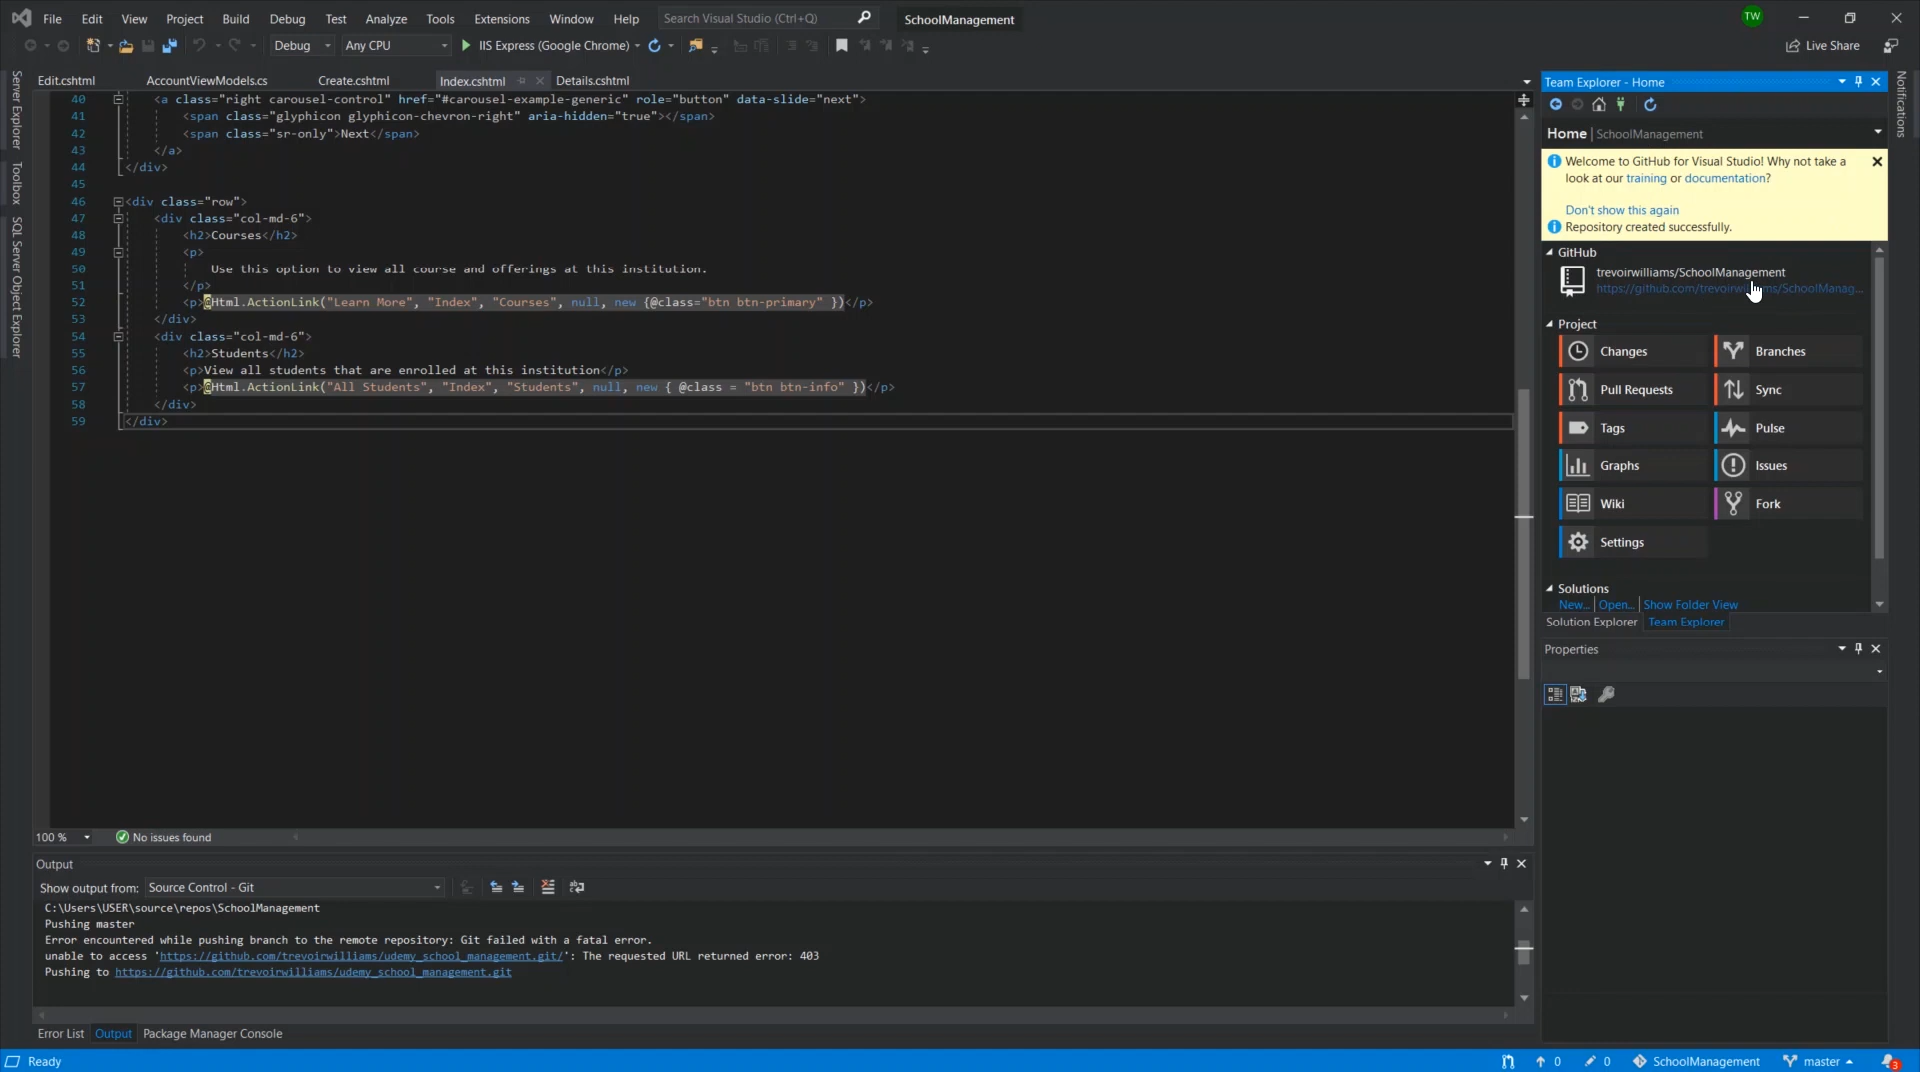 File Edit View Project Build Debug Test Analyze Tools Extensions Window Help Search Visual Studio (Ctrl+Q) SchoolManagement TW
Debug Any CPU IIS Express (Google Chrome) Live Share
Server Explorer
Toolbox
SQL Server Object Explorer
Edit.cshtml AccountViewModels.cs Create.cshtml Index.cshtml Details.cshtml
40 <a class="right carousel-control" href="#carousel-example-generic" role="button" data-slide="next">
41 <span class="glyphicon glyphicon-chevron-right" aria-hidden="true"></span>
42 <span class="sr-only">Next</span>
43 </a>
44 </div>
45
46 <div class="row">
47 <div class="col-md-6">
48 <h2>Courses</h2>
49 <p>
50 Use this option to view all course and offerings at this institution.
51 </p>
52 <p>@Html.ActionLink("Learn More", "Index", "Courses", null, new {@class="btn btn-primary" })</p>
53 </div>
54 <div class="col-md-6">
55 <h2>Students</h2>
56 <p>View all students that are enrolled at this institution</p>
57 <p>@Html.ActionLink("All Students", "Index", "Students", null, new { @class = "btn btn-info" })</p>
58 </div>
59 </div>
100 % No issues found
Output
Show output from: Source Control - Git
C:\Users\USER\source\repos\SchoolManagement
Pushing master
Error encountered while pushing branch to the remote repository: Git failed with a fatal error.
unable to access 'https://github.com/trevoirwilliams/udemy_school_management.git/': The requested URL returned error: 403
Pushing to https://github.com/trevoirwilliams/udemy_school_management.git
Error List Output Package Manager Console
Team Explorer - Home
Home | SchoolManagement
Welcome to GitHub for Visual Studio! Why not take a
look at our training or documentation?
Don't show this again
Repository created successfully.
GitHub
trevoirwilliams/SchoolManagement
https://github.com/trevoirwi ms/SchoolManag...
Project
Changes Branches
Pull Requests Sync
Tags Pulse
Graphs Issues
Wiki Fork
Settings
Solutions
New... | Open... | Show Folder View
Solution Explorer Team Explorer
Properties
Notifications
Ready 0 0 SchoolManagement master 3